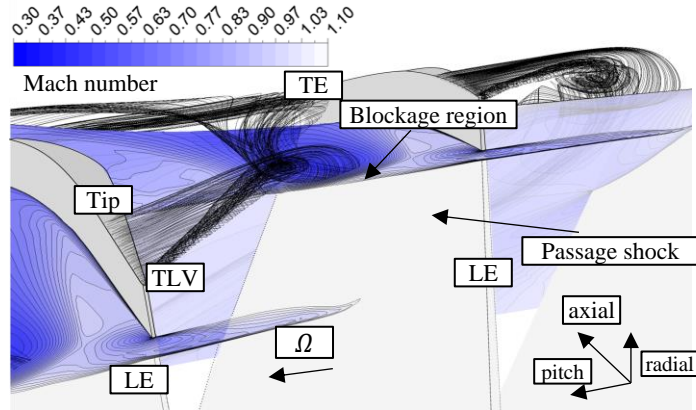 0.30 0.37 0.43 0.50 0.57 0.63 0.70 0.77 0.83 0.90 0.97 1.03 1.10
Mach number
TE
Blockage region
Tip
TLV
Passage shock
LE
LE
Ω
axial
pitch
radial